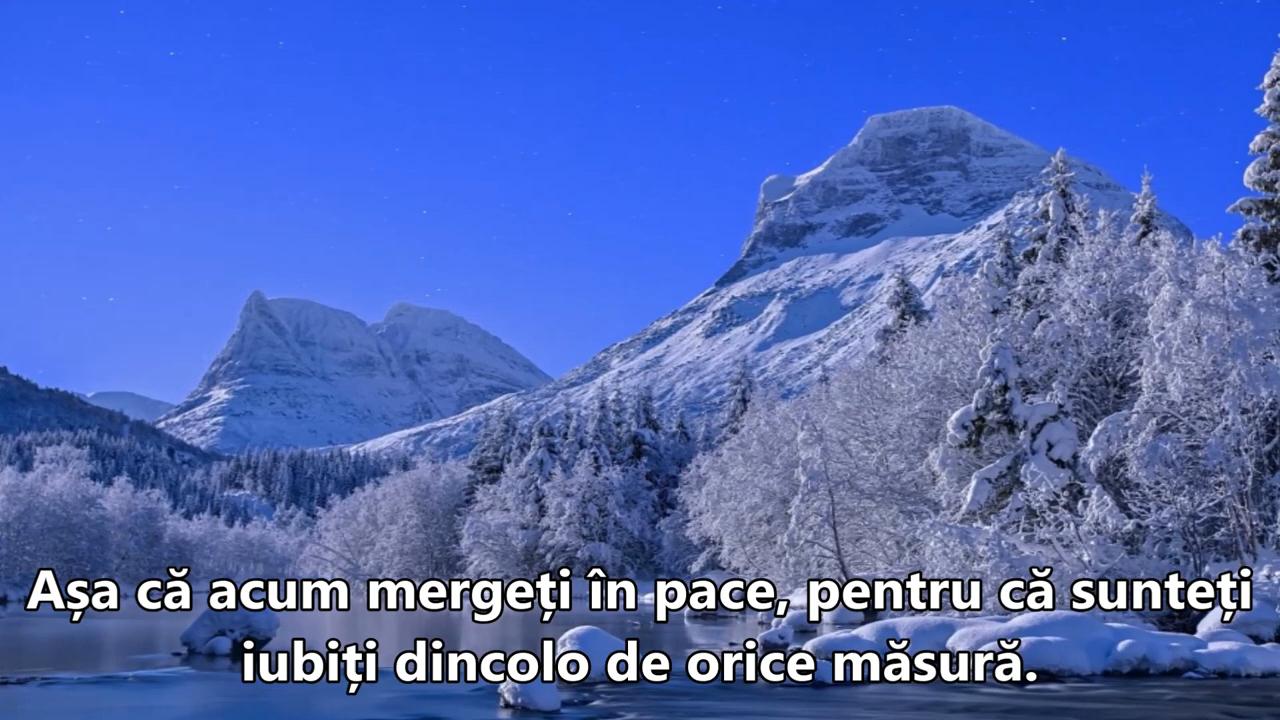 Așa că acum mergeți în pace, pentru că sunteți
iubiți dincolo de orice măsură.